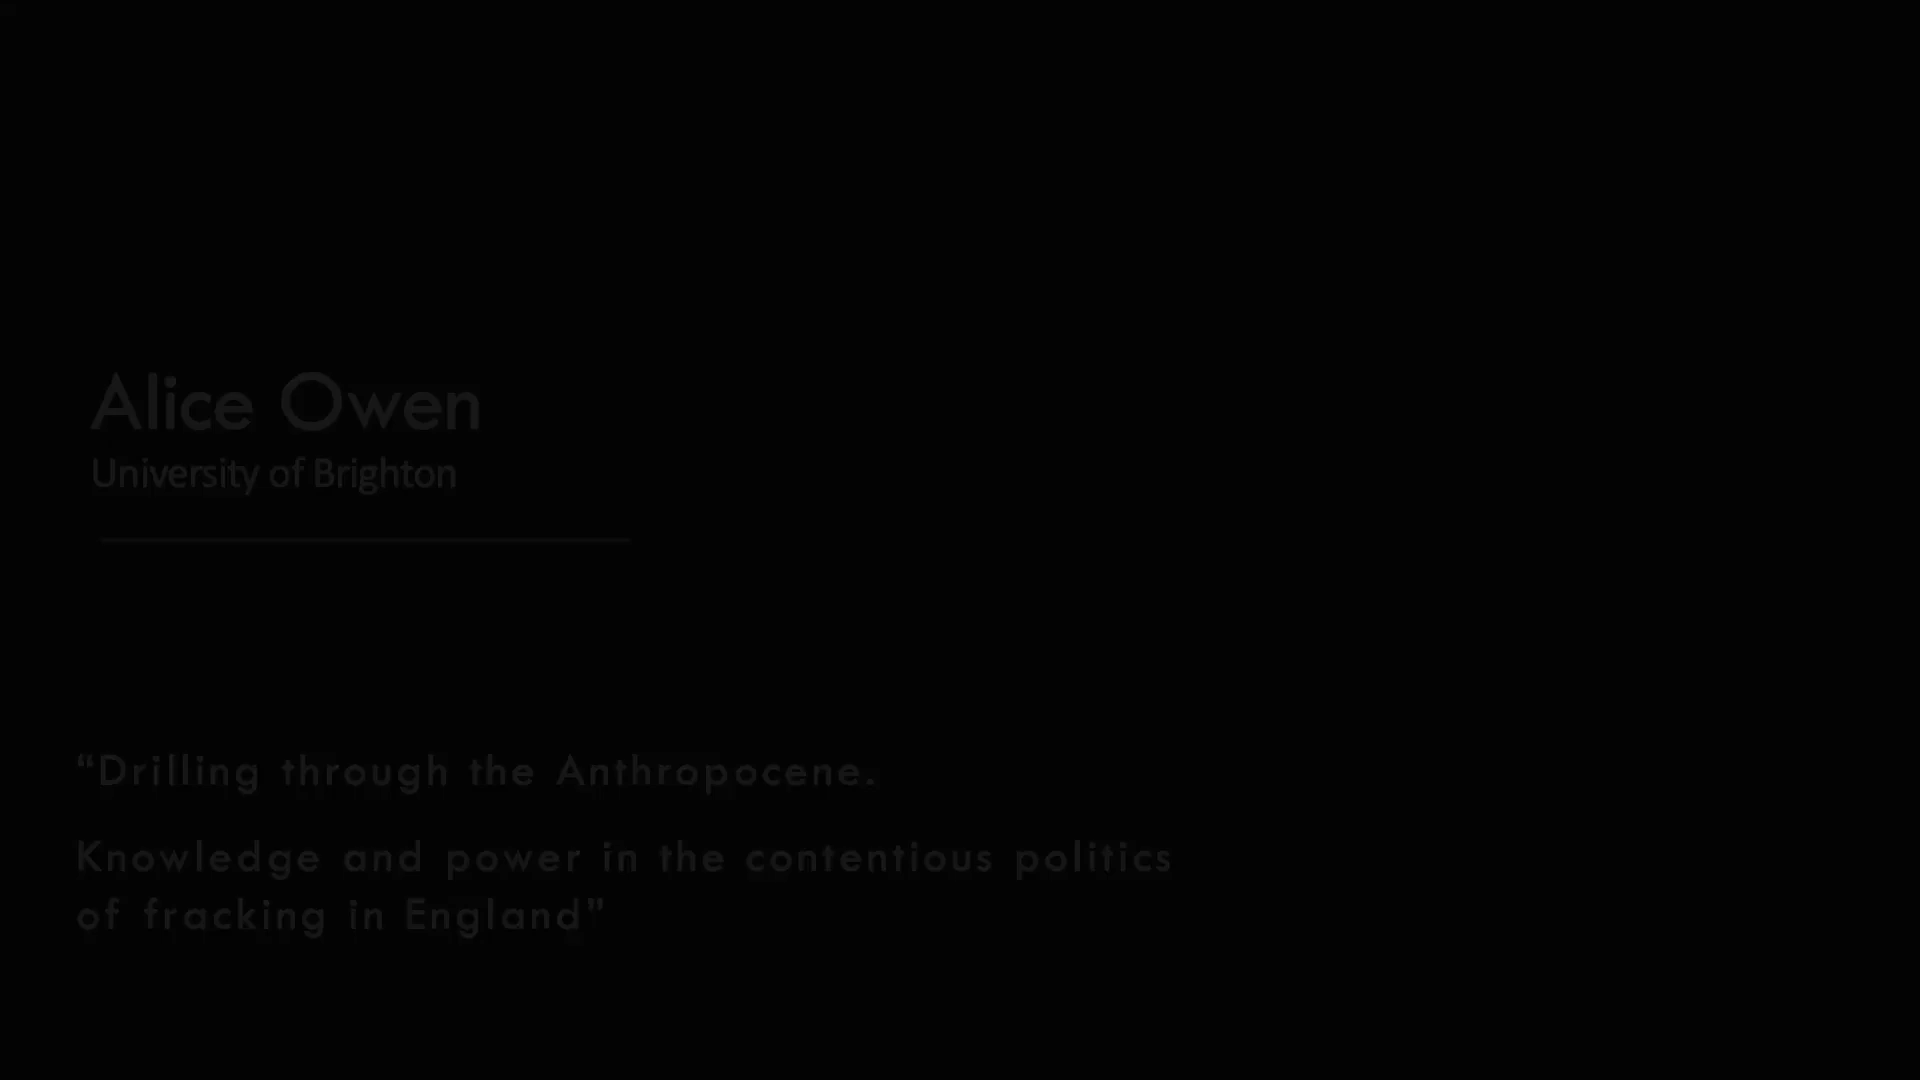 Alice Owen
University of Brighton
“Drilling through the Anthropocene.
Knowledge and power in the contentious politics
of fracking in England”